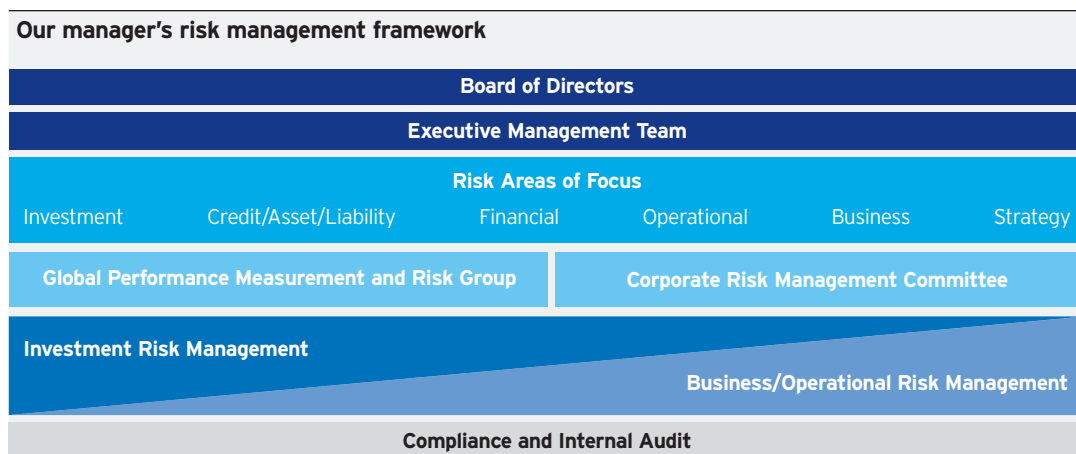 Our manager’s risk management framework
Board of Directors
Executive Management Team
Risk Areas of Focus
Investment Credit/Asset/Liability Financial Operational Business Strategy
Global Performance Measurement and Risk Group Corporate Risk Management Committee
Investment Risk Management
Business/Operational Risk Management
Compliance and Internal Audit